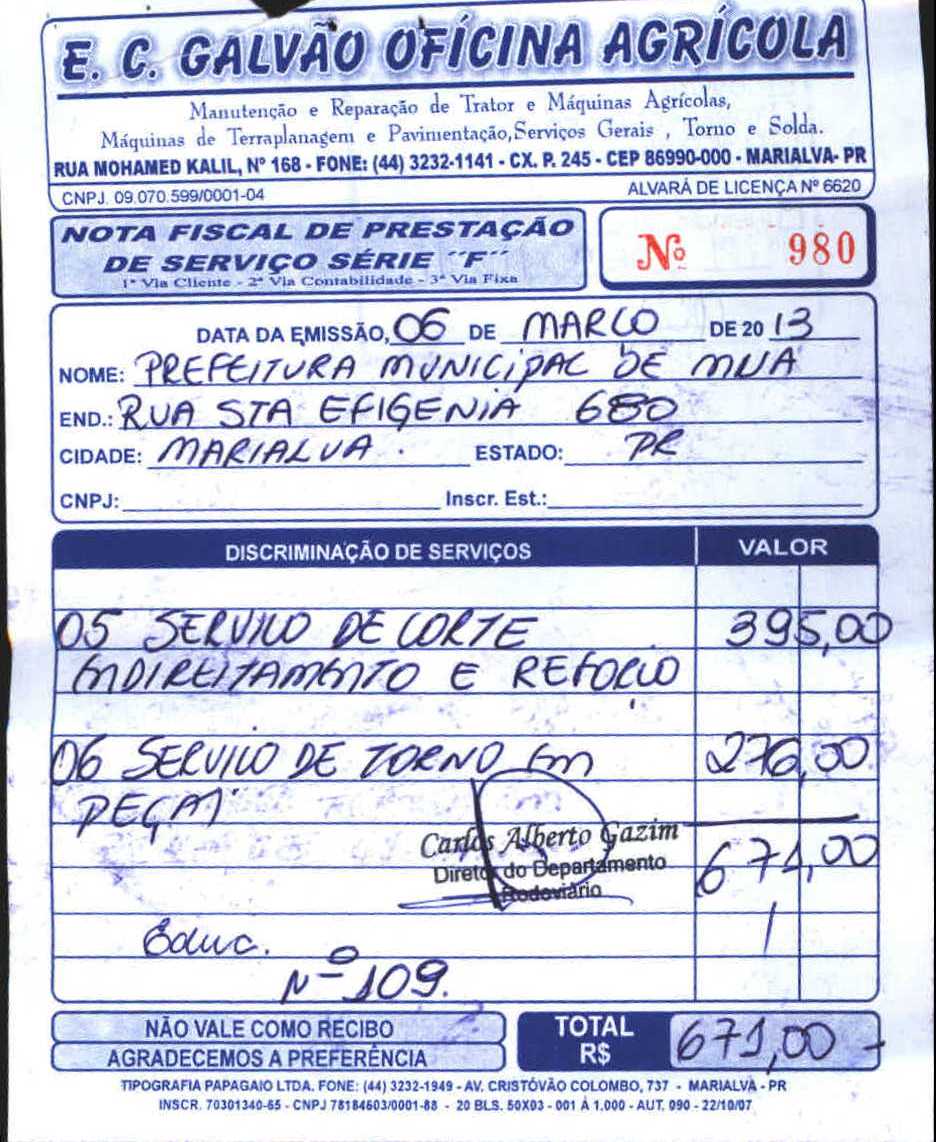 E. C. GALVÃO OFÍCINA AGRÍCOLA
Manutenção e Reparação de Trator e Máquinas Agrícolas,
Máquinas de Terraplanagem e Pavimentação,Serviços Gerais , Torno e Solda.
RUA MOHAMED KALIL, Nº 168 - FONE: (44) 3232-1141 - CX. P. 245 - CEP 86990-000 - MARIALVA- PR
CNPJ. 09.070.599/0001-04 ALVARÁ DE LICENÇA Nº 6620
NOTA FISCAL DE PRESTAÇÃO
DE SERVIÇO SÉRIE ¨F¨
1ª Via Cliente - 2ª Via Contabilidade - 3ª Via Fixa
Nº 980
DATA DA EMISSÃO, 06 DE MARCO DE 20 13
NOME: PREFEITURA MUNICIPAL DE MUA
END.: RUA STA EFIGENIA 680
CIDADE: MARIALVA. ESTADO: PR
CNPJ: Inscr. Est.:
DISCRIMINAÇÃO DE SERVIÇOS VALOR
05 SERVICO DE CORTE 395,00
ENDIREITAMENTO E REFORCO
06 SERVICO DE TORNO Em 276,00
PEÇAS
Carlos Alberto Gazim
Diretor do Departamento 671,00
Rodoviário
Educ.
Nº 109.
NÃO VALE COMO RECIBO
AGRADECEMOS A PREFERÊNCIA
TOTAL R$ 671,00 -
TIPOGRAFIA PAPAGAIO LTDA. FONE: (44) 3232-1949 - AV. CRISTÓVÃO COLOMBO, 737 - MARIALVA - PR
INSCR. 70301340-65 - CNPJ 78184603/0001-88 - 20 BLS. 50X03 - 001 À 1.000 - AUT. 090 - 22/10/07